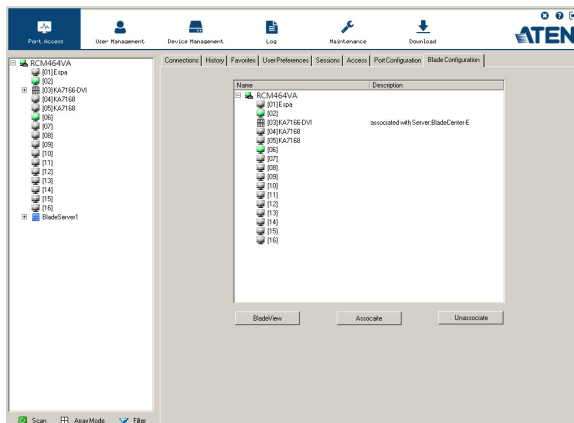 Port Access
User Management
Device Management
Log
Maintenance
Download
ATEN
RCM464VA
[01]Espa
[02]
[03]KA7166-DVI
[04]KA7168
[05]KA7168
[06]
[07]
[08]
[09]
[10]
[11]
[12]
[13]
[14]
[15]
[16]
BladeServer1
Scan Array Mode Filter
Connections History Favorites User Preferences Sessions Access Port Configuration Blade Configuration
Name Description
RCM464VA
[01]Espa
[02]
[03]KA7166-DVI associated with Server:BladeCenter-E
[04]KA7168
[05]KA7168
[06]
[07]
[08]
[09]
[10]
[11]
[12]
[13]
[14]
[15]
[16]
BladeView Assocaite Unassociate